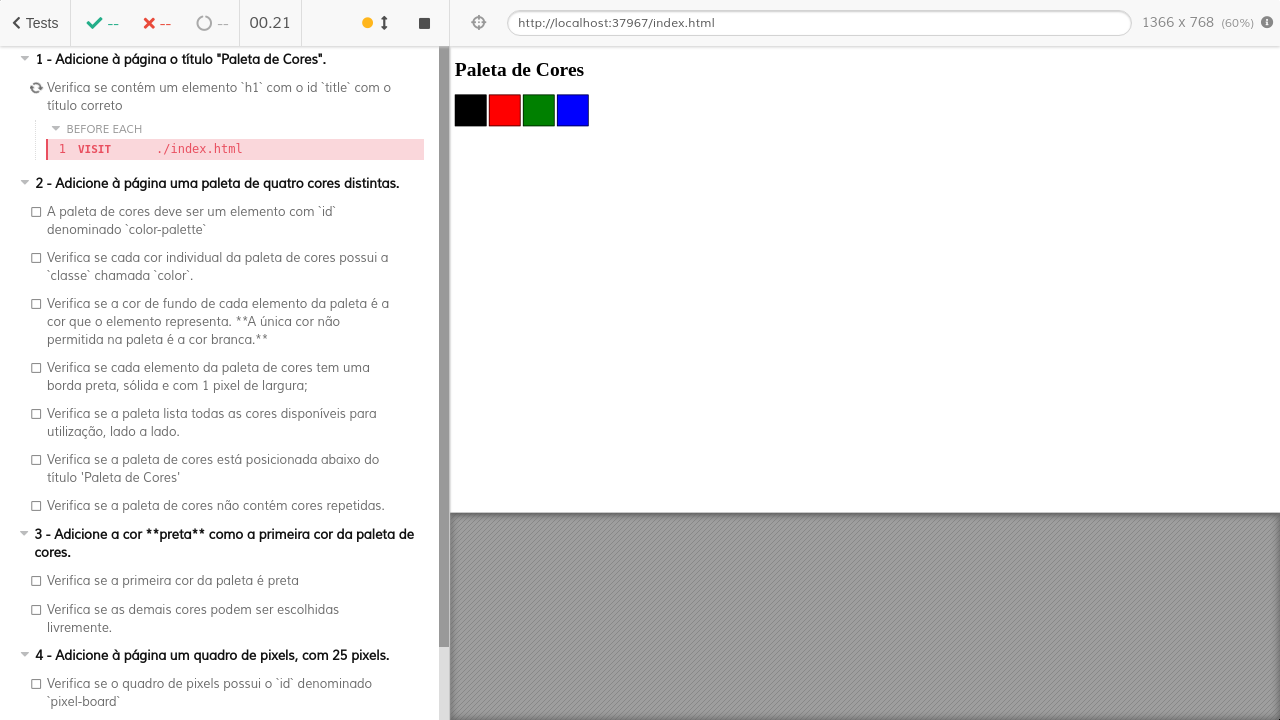 Tests
--
--
--
00.21
http://localhost:37967/index.html
1366 x 768 (60%)
1 - Adicione à página o título "Paleta de Cores".
Verifica se contém um elemento `h1` com o id `title` com o
título correto
BEFORE EACH
1 VISIT ./index.html
2 - Adicione à página uma paleta de quatro cores distintas.
A paleta de cores deve ser um elemento com `id`
denominado `color-palette`
Verifica se cada cor individual da paleta de cores possui a
`classe` chamada `color`.
Verifica se a cor de fundo de cada elemento da paleta é a
cor que o elemento representa. **A única cor não
permitida na paleta é a cor branca.**
Verifica se cada elemento da paleta de cores tem uma
borda preta, sólida e com 1 pixel de largura;
Verifica se a paleta lista todas as cores disponíveis para
utilização, lado a lado.
Verifica se a paleta de cores está posicionada abaixo do
título 'Paleta de Cores'
Verifica se a paleta de cores não contém cores repetidas.
3 - Adicione a cor **preta** como a primeira cor da paleta de
cores.
Verifica se a primeira cor da paleta é preta
Verifica se as demais cores podem ser escolhidas
livremente.
4 - Adicione à página um quadro de pixels, com 25 pixels.
Verifica se o quadro de pixels possui o `id` denominado
`pixel-board`
Paleta de Cores